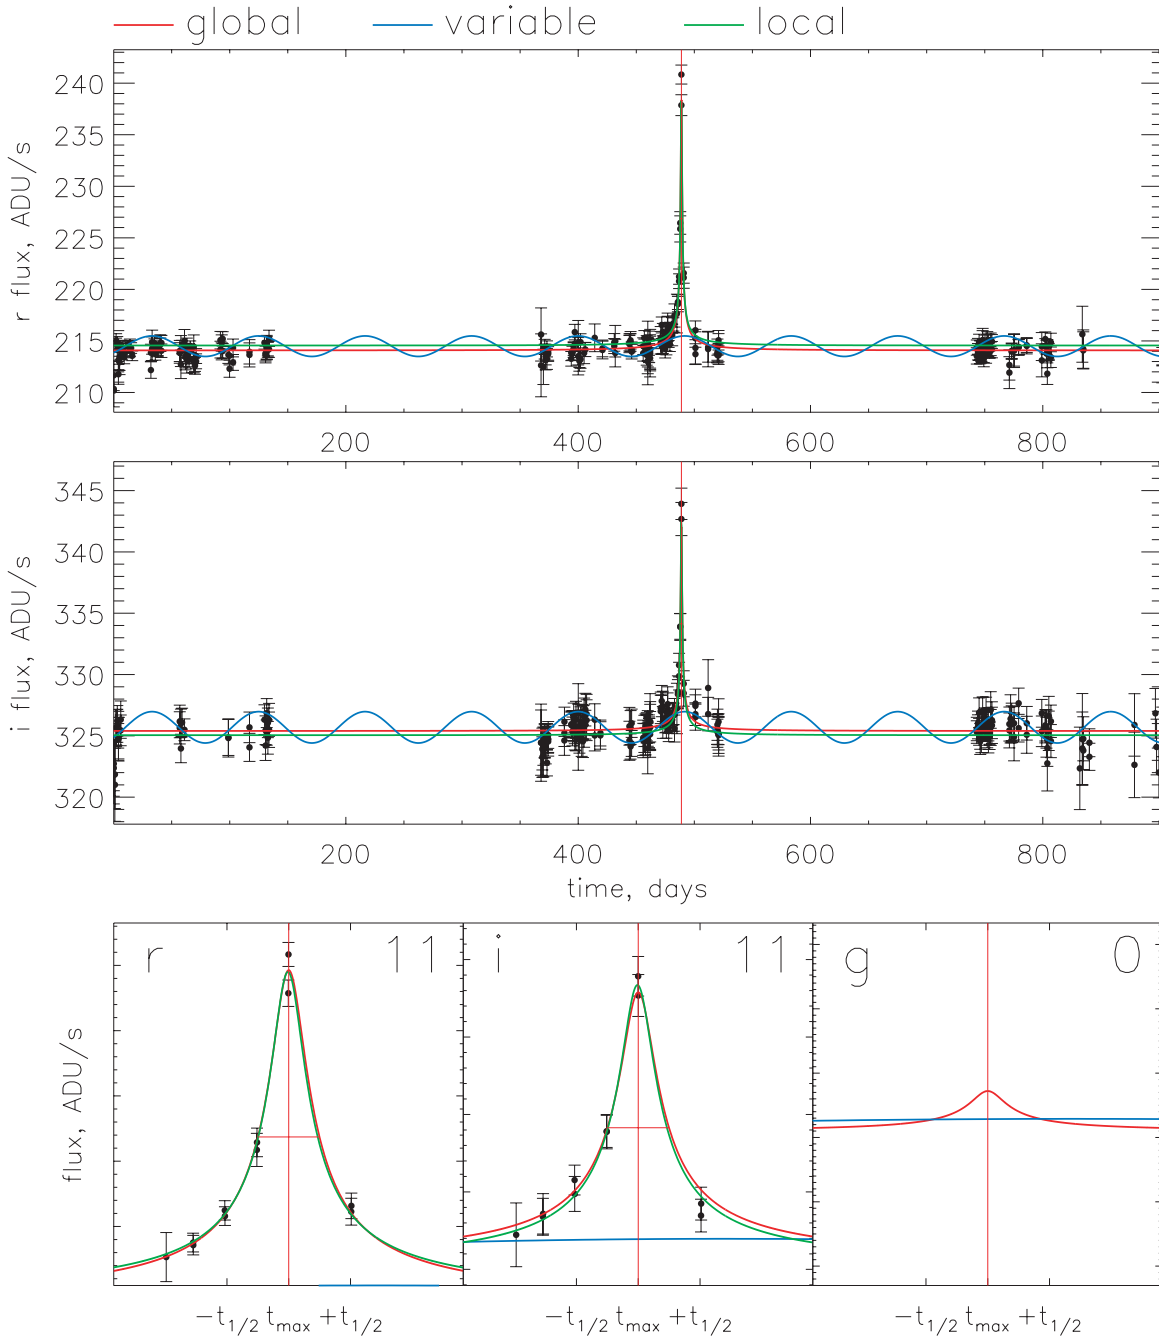 global variable local
240
235
230
225
220
215
210
r flux, ADU/s
200 400 600 800
345
340
335
330
325
320
i flux, ADU/s
200 400 600 800
time, days
r 11 i 11 g 0
flux, ADU/s
−t1/2 tmax +t1/2 −t1/2 tmax +t1/2 −t1/2 tmax +t1/2